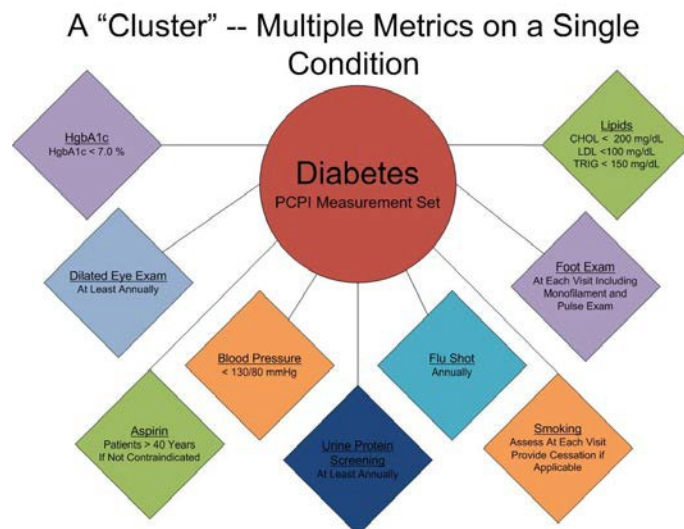 A “Cluster” -- Multiple Metrics on a Single
Condition
HgbA1c
HgbA1c < 7.0 %
Diabetes
PCPI Measurement Set
Lipids
CHOL < 200 mg/dL
LDL <100 mg/dL
TRIG < 150 mg/dL
Dilated Eye Exam
At Least Annually
Foot Exam
At Each Visit Including
Monofilament and
Pulse Exam
Blood Pressure
< 130/80 mmHg
Flu Shot
Annually
Aspirin
Patients > 40 Years
If Not Contraindicated
Urine Protein
Screening
At Least Annually
Smoking
Assess At Each Visit
Provide Cessation if
Applicable